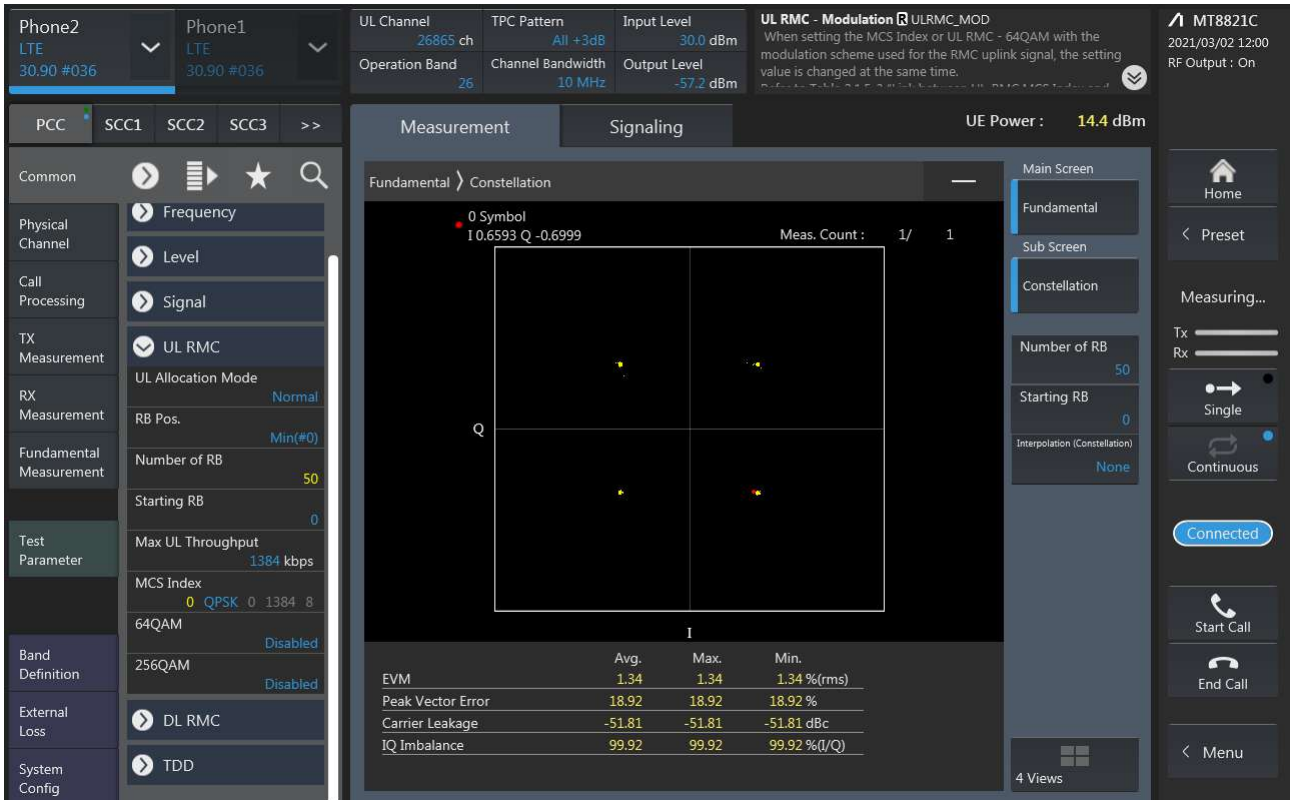 Phone2
LTE
30.90 #036
Phone1
LTE
30.90 #036
UL Channel
26865 ch
TPC Pattern
All +3dB
Input Level
30.0 dBm
Operation Band
26
Channel Bandwidth
10 MHz
Output Level
-57.2 dBm
UL RMC - Modulation R ULRMC_MOD
When setting the MCS Index or UL RMC - 64QAM with the
modulation scheme used for the RMC uplink signal, the setting
value is changed at the same time.
MT8821C
2021/03/02 12:00
RF Output : On
PCC SCC1 SCC2 SCC3 >>
Measurement
Signaling
UE Power : 14.4 dBm
Common
Physical
Channel
Call
Processing
TX
Measurement
RX
Measurement
Fundamental
Measurement
Test
Parameter
Band
Definition
External
Loss
System
Config
Frequency
Level
Signal
UL RMC
UL Allocation Mode
Normal
RB Pos.
Min(#0)
Number of RB
50
Starting RB
0
Max UL Throughput
1384 kbps
MCS Index
0 QPSK 0 1384 8
64QAM
Disabled
256QAM
Disabled
DL RMC
TDD
Fundamental 〉 Constellation
0 Symbol
I 0.6593 Q -0.6999
Meas. Count : 1/ 1
Q
I
Avg. Max. Min.
EVM 1.34 1.34 1.34 %(rms)
Peak Vector Error 18.92 18.92 18.92 %
Carrier Leakage -51.81 -51.81 -51.81 dBc
IQ Imbalance 99.92 99.92 99.92 %(I/Q)
Main Screen
Fundamental
Sub Screen
Constellation
Number of RB
50
Starting RB
0
Interpolation (Constellation)
None
4 Views
Home
< Preset
Measuring...
Tx
Rx
Single
Continuous
Connected
Start Call
End Call
< Menu